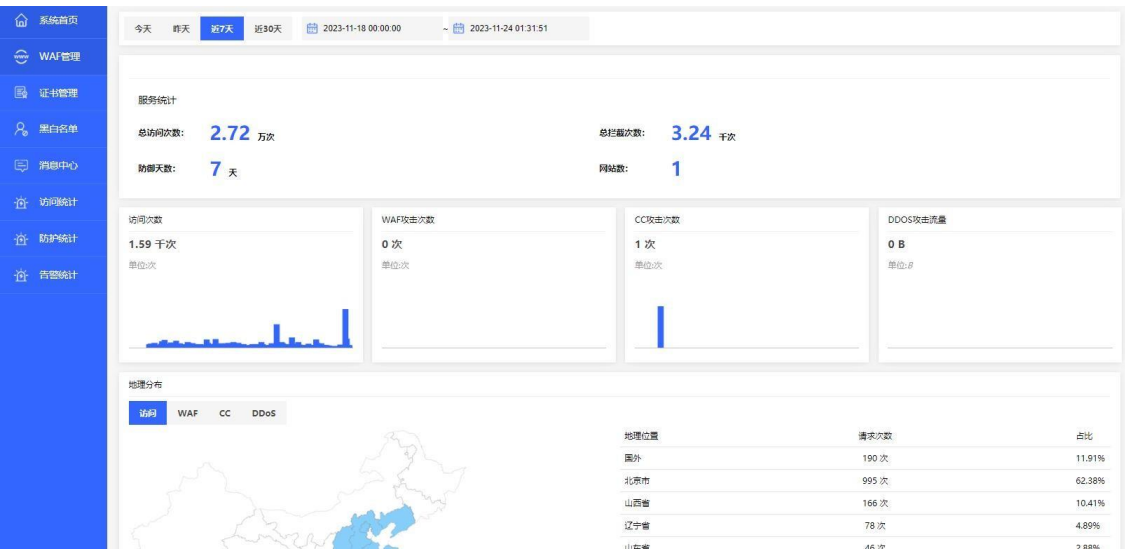 系统首页
WAF管理
证书管理
黑白名单
消息中心
访问统计
防护统计
告警统计
今天 昨天 近7天 近30天 2023-11-18 00:00:00 ~ 2023-11-24 01:31:51
服务统计
总访问次数: 2.72 万次 总拦截次数: 3.24 千次
防御天数: 7 天 网站数: 1
访问次数 WAF攻击次数 CC攻击次数 DDOS攻击流量
1.59 千次 0 次 1 次 0 B
单位:次 单位:次 单位:次 单位:B
地理分布
访问 WAF CC DDoS
地理位置 请求次数 占比
国外 190 次 11.91%
北京市 995 次 62.38%
山西省 166 次 10.41%
辽宁省 78 次 4.89%
山东省 46 次 2.88%